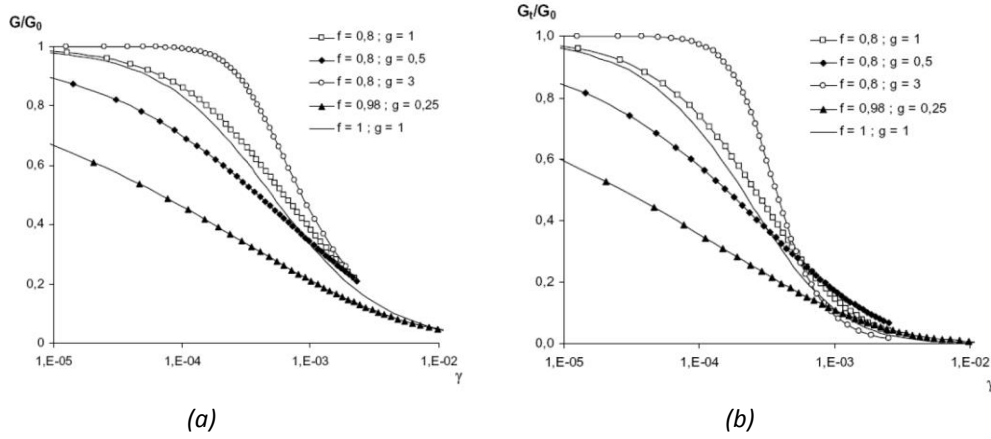 G/G₀
1
0,8
0,6
0,4
0,2
0
1,E-05
1,E-04
1,E-03
1,E-02
γ
f = 0,8 ; g = 1
f = 0,8 ; g = 0,5
f = 0,8 ; g = 3
f = 0,98 ; g = 0,25
f = 1 ; g = 1
(a)
Gₜ/G₀
1,0
0,8
0,6
0,4
0,2
0,0
1,E-05
1,E-04
1,E-03
1,E-02
γ
f = 0,8 ; g = 1
f = 0,8 ; g = 0,5
f = 0,8 ; g = 3
f = 0,98 ; g = 0,25
f = 1 ; g = 1
(b)